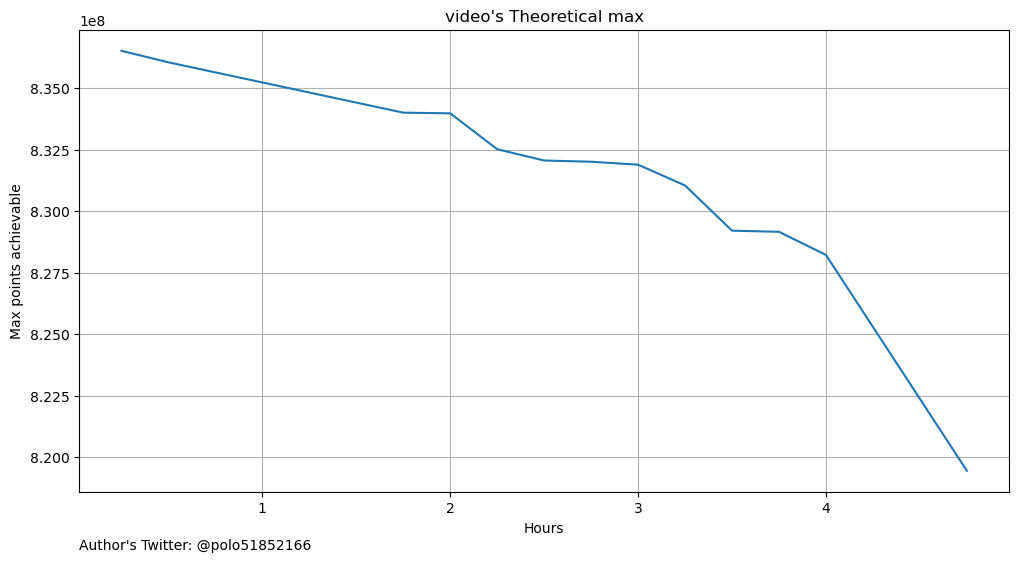 video's Theoretical max
1e8
8.350
8.325
8.300
8.275
8.250
8.225
8.200
Max points achievable
1 2 3 4
Hours
Author's Twitter: @polo51852166